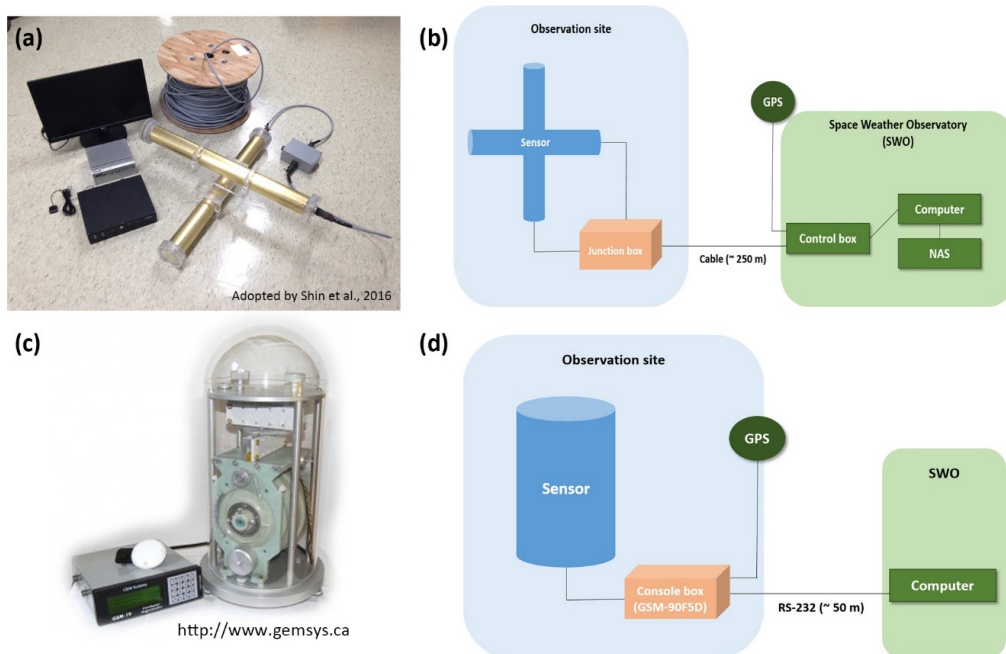 (a)
Adopted by Shin et al., 2016
(b)
Observation site
Sensor
Junction box
Cable (~ 250 m)
GPS
Space Weather Observatory
(SWO)
Control box
Computer
NAS
(c)
GEM Systems
http://www.gemsys.ca
(d)
Observation site
Sensor
Console box
(GSM-90F5D)
GPS
RS-232 (~ 50 m)
SWO
Computer